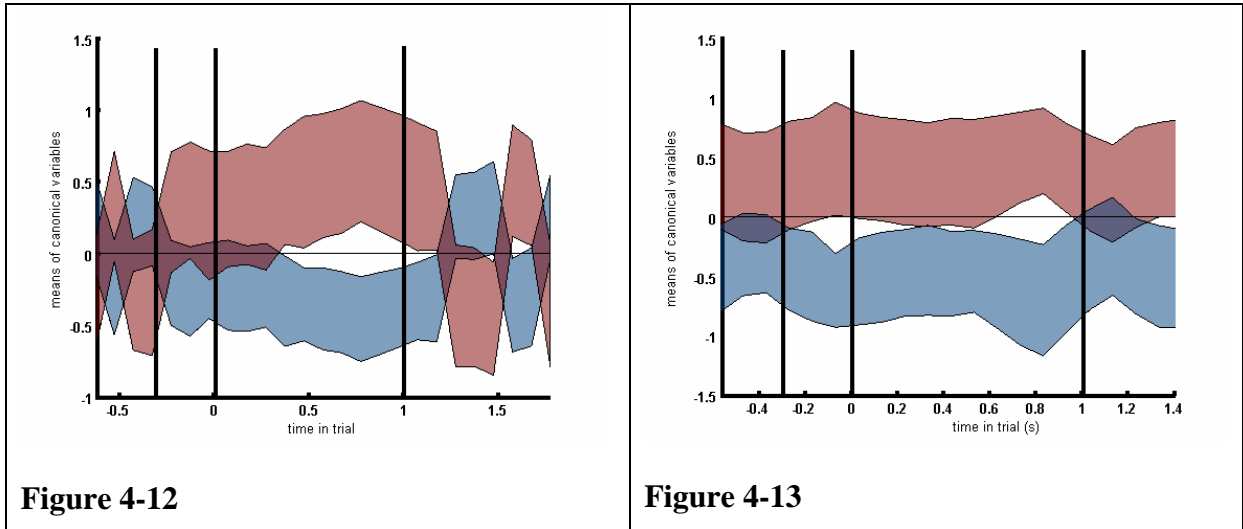 1.5
1
0.5
0
-0.5
-1
means of canonical variables
-0.5 0 0.5 1 1.5
time in trial
Figure 4-12
1.5
1
0.5
0
-0.5
-1
-1.5
means of canonical variables
-0.4 -0.2 0 0.2 0.4 0.6 0.8 1 1.2 1.4
time in trial (s)
Figure 4-13